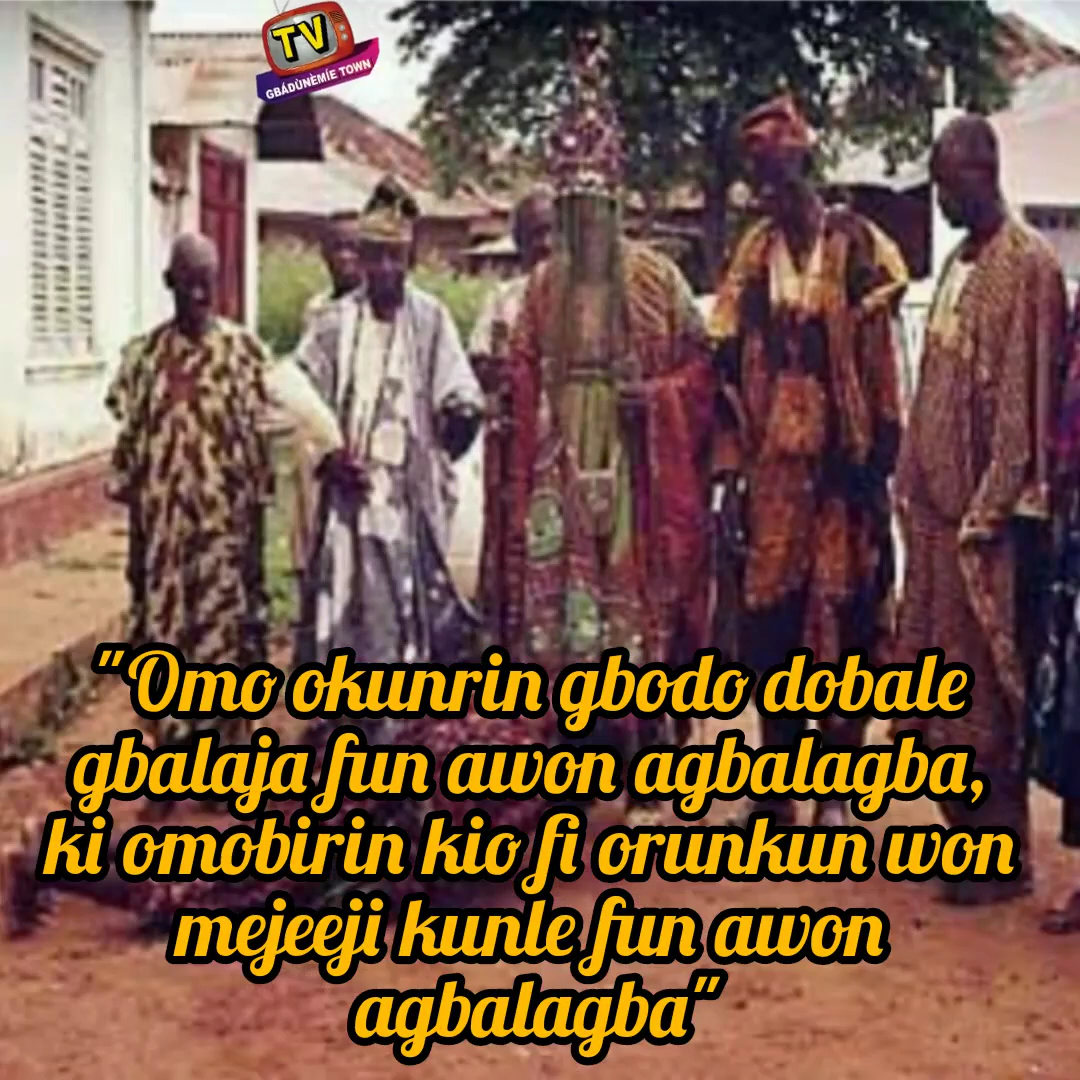 TV
GBÁDÙNÈMÍE TOWN
"Omo okunrin gbodo dobale
gbalaja fun awon agbalagba,
ki omobirin kio fi orunkun won
mejeeji kunle fun awon
agbalagba"